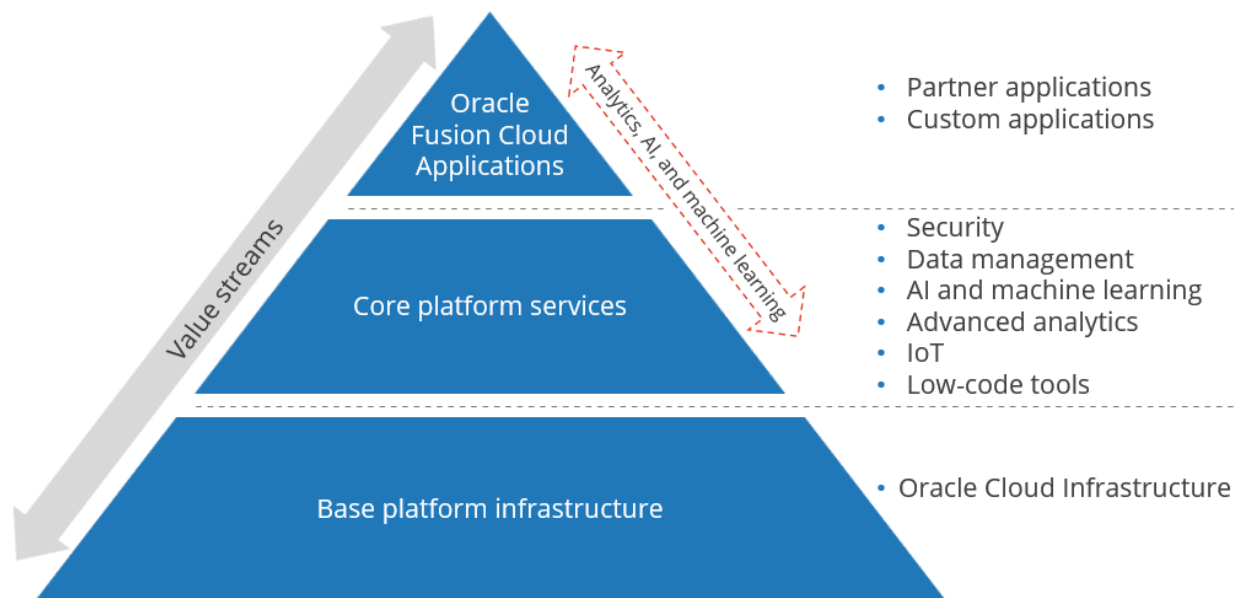 Oracle
Fusion Cloud
Applications
Analytics, AI, and machine learning
• Partner applications
• Custom applications
Value streams
Core platform services
• Security
• Data management
• AI and machine learning
• Advanced analytics
• IoT
• Low-code tools
Base platform infrastructure
• Oracle Cloud Infrastructure